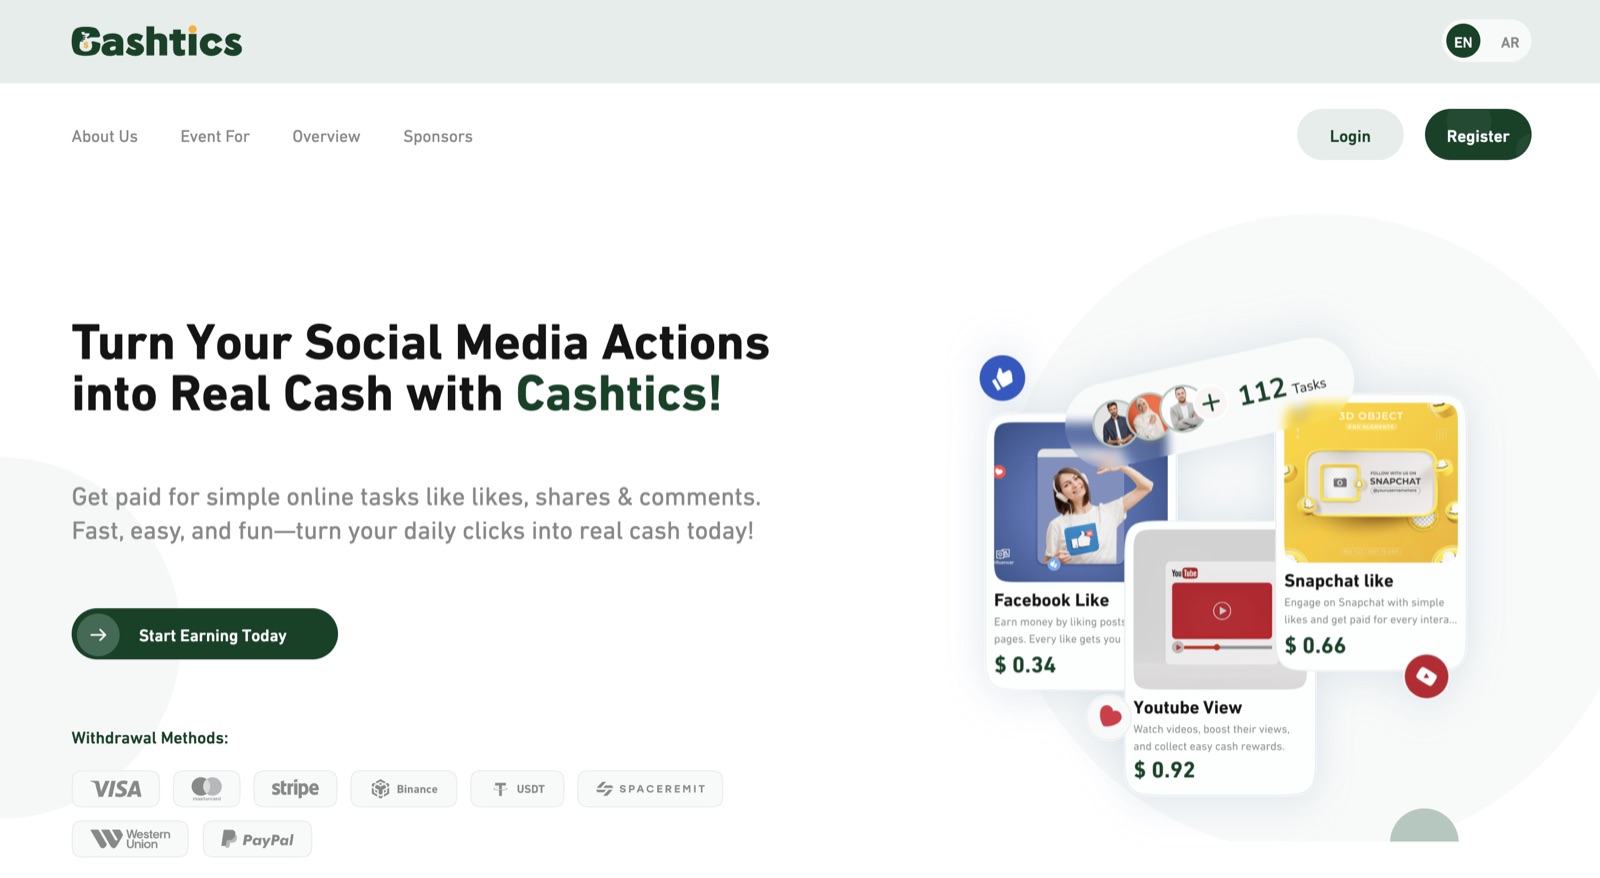 Cashtics
EN
AR
About Us
Event For
Overview
Sponsors
Login
Register
Turn Your Social Media Actions
into Real Cash with Cashtics!
Get paid for simple online tasks like likes, shares & comments.
Fast, easy, and fun—turn your daily clicks into real cash today!
Start Earning Today
Withdrawal Methods:
VISA
mastercard
stripe
Binance
USDT
SPACEREMIT
Western
Union
PayPal
112 Tasks
Facebook Like
Earn money by liking posts
pages. Every like gets you
$ 0.34
YouTube
Youtube View
Watch videos, boost their views,
and collect easy cash rewards.
$ 0.92
3D OBJECT
FOLLOW WITH US ON
SNAPCHAT
Snapchat like
Engage on Snapchat with simple
likes and get paid for every intera...
$ 0.66